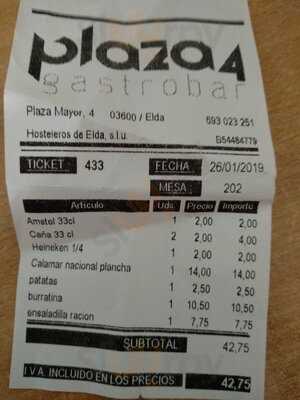 plaza4
gastrobar
Plaza Mayor, 4 03600 / Elda 693 023 251
Hosteleros de Elda, s.l.u. B54484779
TICKET 433 FECHA 26/01/2019
MESA 202
Artículo Uds. Precio Importe
Amstel 33cl 1 2,00 2,00
Caña 33 cl 2 2,00 4,00
Heineken 1/4 1 2,00 2,00
Calamar nacional plancha 1 14,00 14,00
patatas 1 2,50 2,50
burratina 1 10,50 10,50
ensaladilla racion 1 7,75 7,75
SUBTOTAL 42,75
I.V.A. INCLUIDO EN LOS PRECIOS 42,75